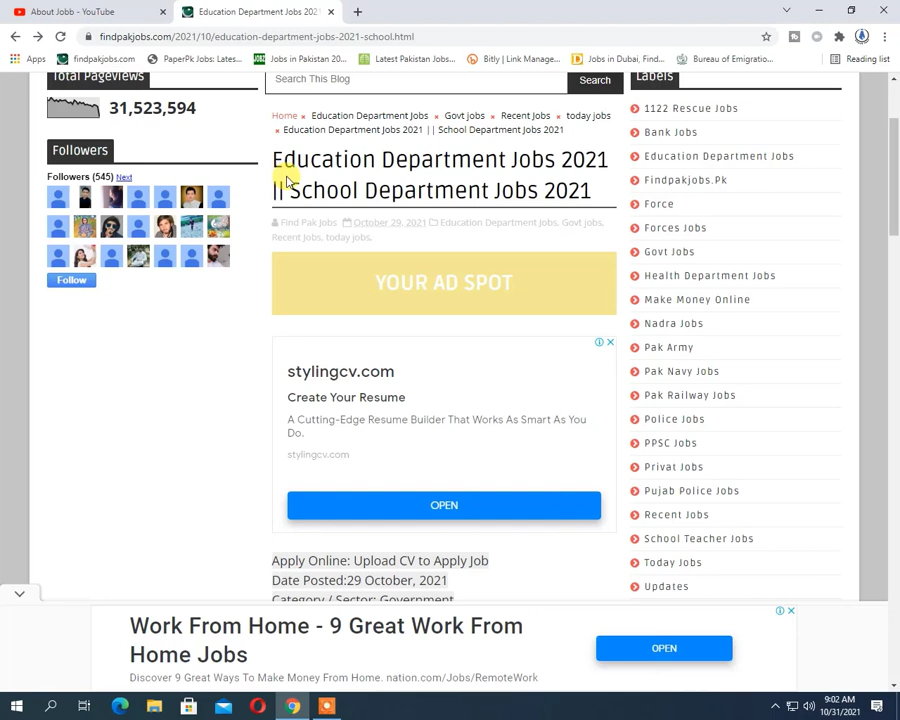 About Jobb - YouTube
Education Department Jobs 2021
findpakjobs.com/2021/10/education-department-jobs-2021-school.html
Apps
findpakjobs.com/
PaperPk Jobs: Lates...
Jobs in Pakistan 20...
Latest Pakistan Jobs...
Bitly | Link Manage...
Jobs in Dubai, Find...
Bureau of Emigratio...
Reading list
Total Pageviews
31,523,594
Followers
Followers (545) Next
Follow
Search This Blog
Search
Home × Education Department Jobs × Govt jobs × Recent Jobs × today jobs
× Education Department Jobs 2021 || School Department Jobs 2021
Education Department Jobs 2021
|| School Department Jobs 2021
Find Pak Jobs October 29, 2021 Education Department Jobs, Govt jobs,
Recent Jobs, today jobs,
YOUR AD SPOT
stylingcv.com
Create Your Resume
A Cutting-Edge Resume Builder That Works As Smart As You
Do.
stylingcv.com
OPEN
Apply Online: Upload CV to Apply Job
Date Posted:29 October, 2021
Category / Sector: Government
Labels
1122 Rescue Jobs
Bank Jobs
Education Department Jobs
Findpakjobs.Pk
Force
Forces Jobs
Govt Jobs
Health Department Jobs
Make Money Online
Nadra Jobs
Pak Army
Pak Navy Jobs
Pak Railway Jobs
Police Jobs
PPSC Jobs
Privat Jobs
Pujab Police Jobs
Recent Jobs
School Teacher Jobs
Today Jobs
Updates
Work From Home - 9 Great Work From
Home Jobs
Discover 9 Great Ways To Make Money From Home. nation.com/Jobs/RemoteWork
OPEN
9:02 AM
10/31/2021